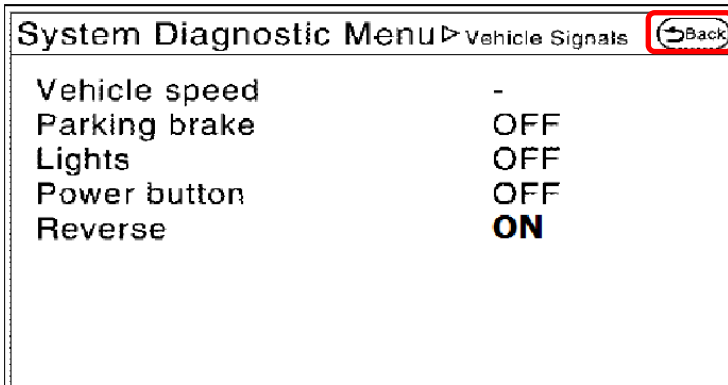 System Diagnostic Menu▷Vehicle Signals Back
Vehicle speed -
Parking brake OFF
Lights OFF
Power button OFF
Reverse ON